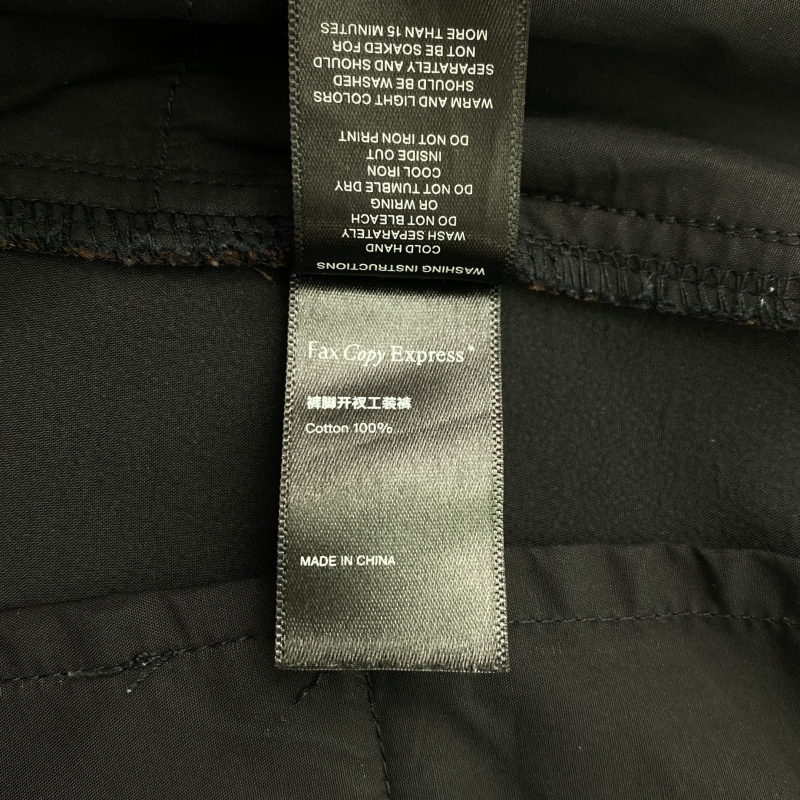 WASHING INSTRUCTIONS
COLD HAND
WASH SEPARATELY
DO NOT BLEACH
OR WRING
DO NOT TUMBLE DRY
COOL IRON
INSIDE OUT
DO NOT IRON PRINT
WARM AND LIGHT COLORS
SHOULD BE WASHED
SEPARATELY AND SHOULD
NOT BE SOAKED FOR
MORE THAN 15 MINUTES
Fax Copy Express*
裤脚开衩工装裤
Cotton 100%
MADE IN CHINA